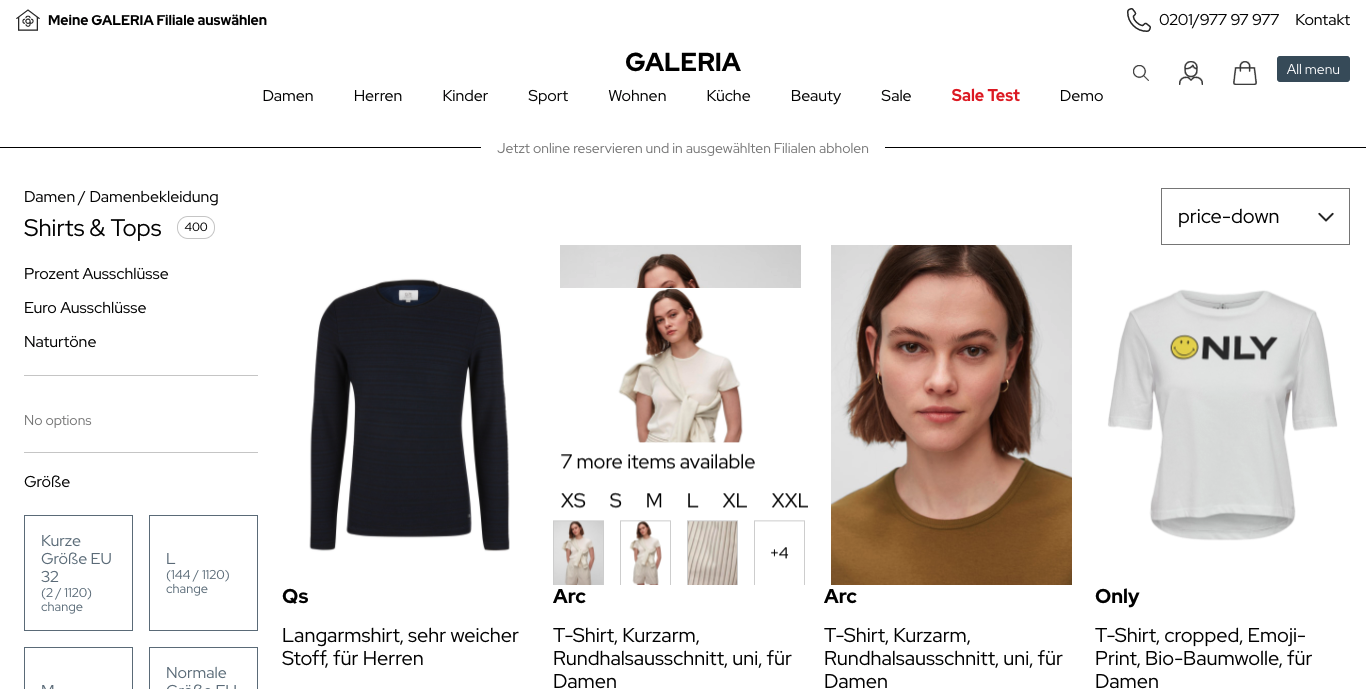 Meine GALERIA Filiale auswählen
0201/977 97 977 Kontakt
GALERIA
All menu
Damen Herren Kinder Sport Wohnen Küche Beauty Sale Sale Test Demo
Jetzt online reservieren und in ausgewählten Filialen abholen
Damen / Damenbekleidung
Shirts & Tops 400
price-down
Prozent Ausschlüsse
Euro Ausschlüsse
Naturtöne
No options
Größe
Kurze
Größe EU
32
(2 / 1120)
change
L
(144 / 1120)
change
M
Normale
Größe EU
ONLY
7 more items available
XS S M L XL XXL
+4
Qs
Langarmshirt, sehr weicher
Stoff, für Herren
Arc
T-Shirt, Kurzarm,
Rundhalsausschnitt, uni, für
Damen
Arc
T-Shirt, Kurzarm,
Rundhalsausschnitt, uni, für
Damen
Only
T-Shirt, cropped, Emoji-
Print, Bio-Baumwolle, für
Damen